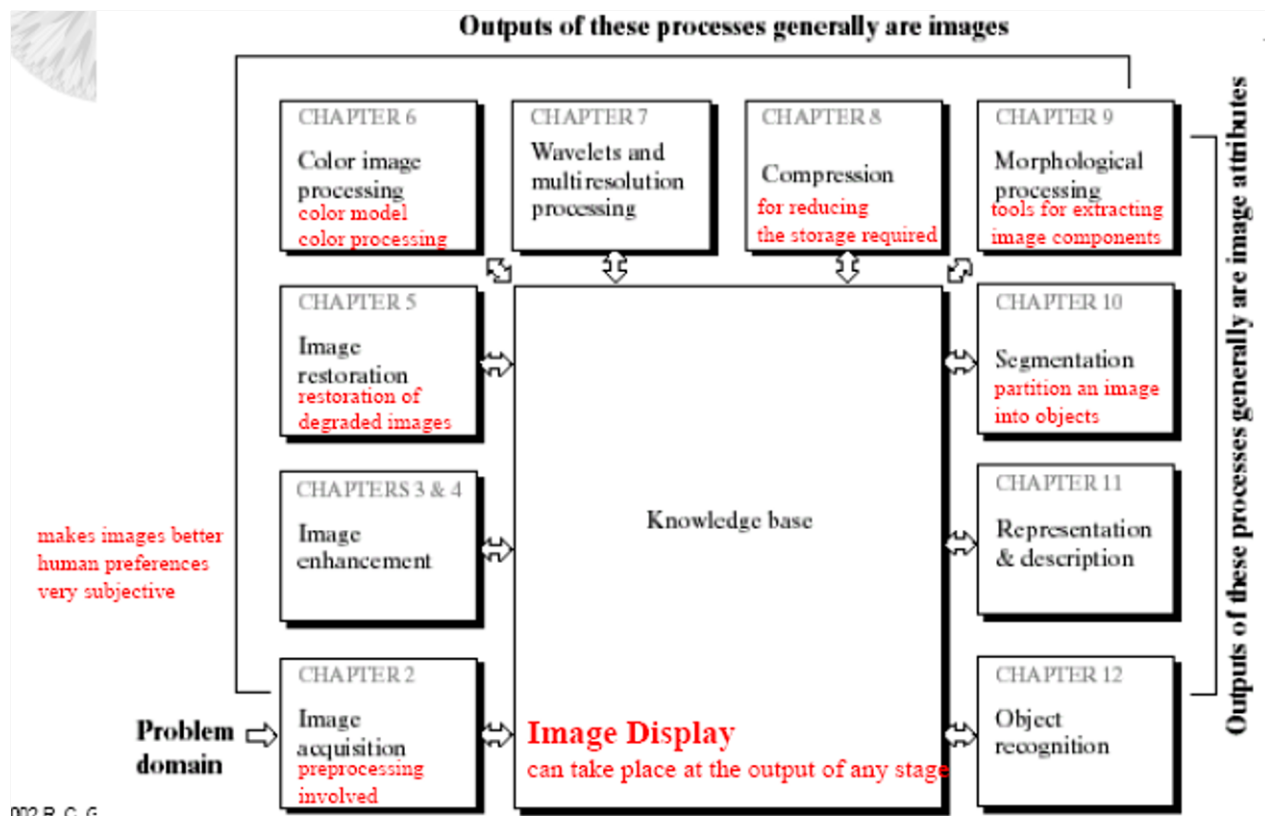 Outputs of these processes generally are images
CHAPTER 6
Color image
processing
color model
color processing
CHAPTER 7
Wavelets and
multiresolution
processing
CHAPTER 8
Compression
for reducing
the storage required
CHAPTER 9
Morphological
processing
tools for extracting
image components
CHAPTER 5
Image
restoration
restoration of
degraded images
CHAPTER 10
Segmentation
partition an image
into objects
CHAPTERS 3 & 4
Image
enhancement
makes images better
human preferences
very subjective
Knowledge base
CHAPTER 11
Representation
& description
Problem
domain
CHAPTER 2
Image
acquisition
preprocessing
involved
Image Display
can take place at the output of any stage
CHAPTER 12
Object
recognition
Outputs of these processes generally are image attributes